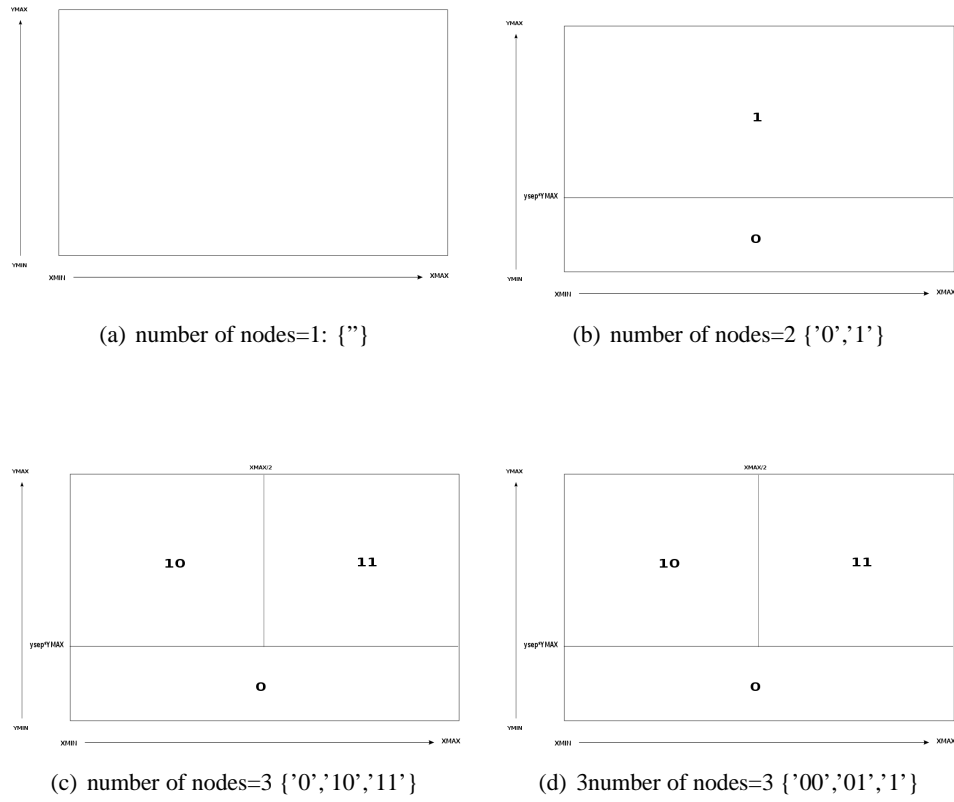 YMAX
YMIN
XMIN
XMAX
(a) number of nodes=1: {”}
YMAX
1
ysep*YMAX
0
YMIN
XMIN
XMAX
(b) number of nodes=2 {’0’,’1’}
YMAX
XMAX/2
10
11
ysep*YMAX
0
YMIN
XMIN
XMAX
(c) number of nodes=3 {’0’,’10’,’11’}
YMAX
XMAX/2
10
11
ysep*YMAX
0
YMIN
XMIN
XMAX
(d) 3number of nodes=3 {’00’,’01’,’1’}